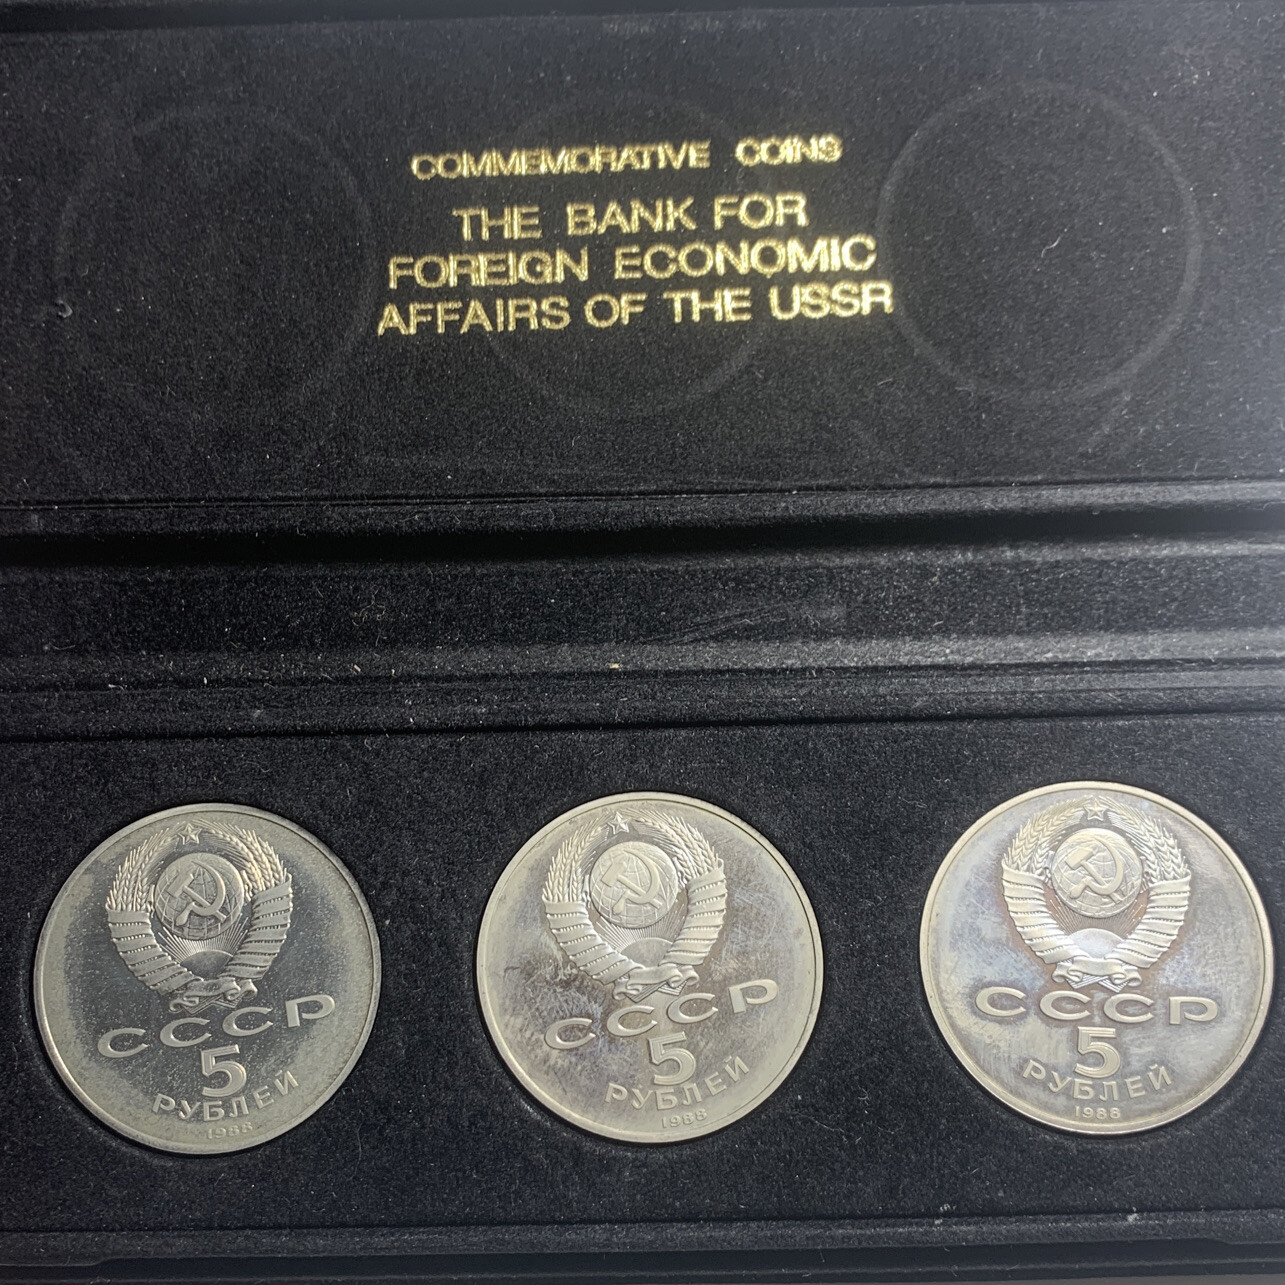 COMMEMORATIVE COINS
THE BANK FOR
FOREIGN ECONOMIC
AFFAIRS OF THE USSR
СССР
5
РУБЛЕЙ
1988
СССР
5
РУБЛЕЙ
1988
СССР
5
РУБЛЕЙ
1988